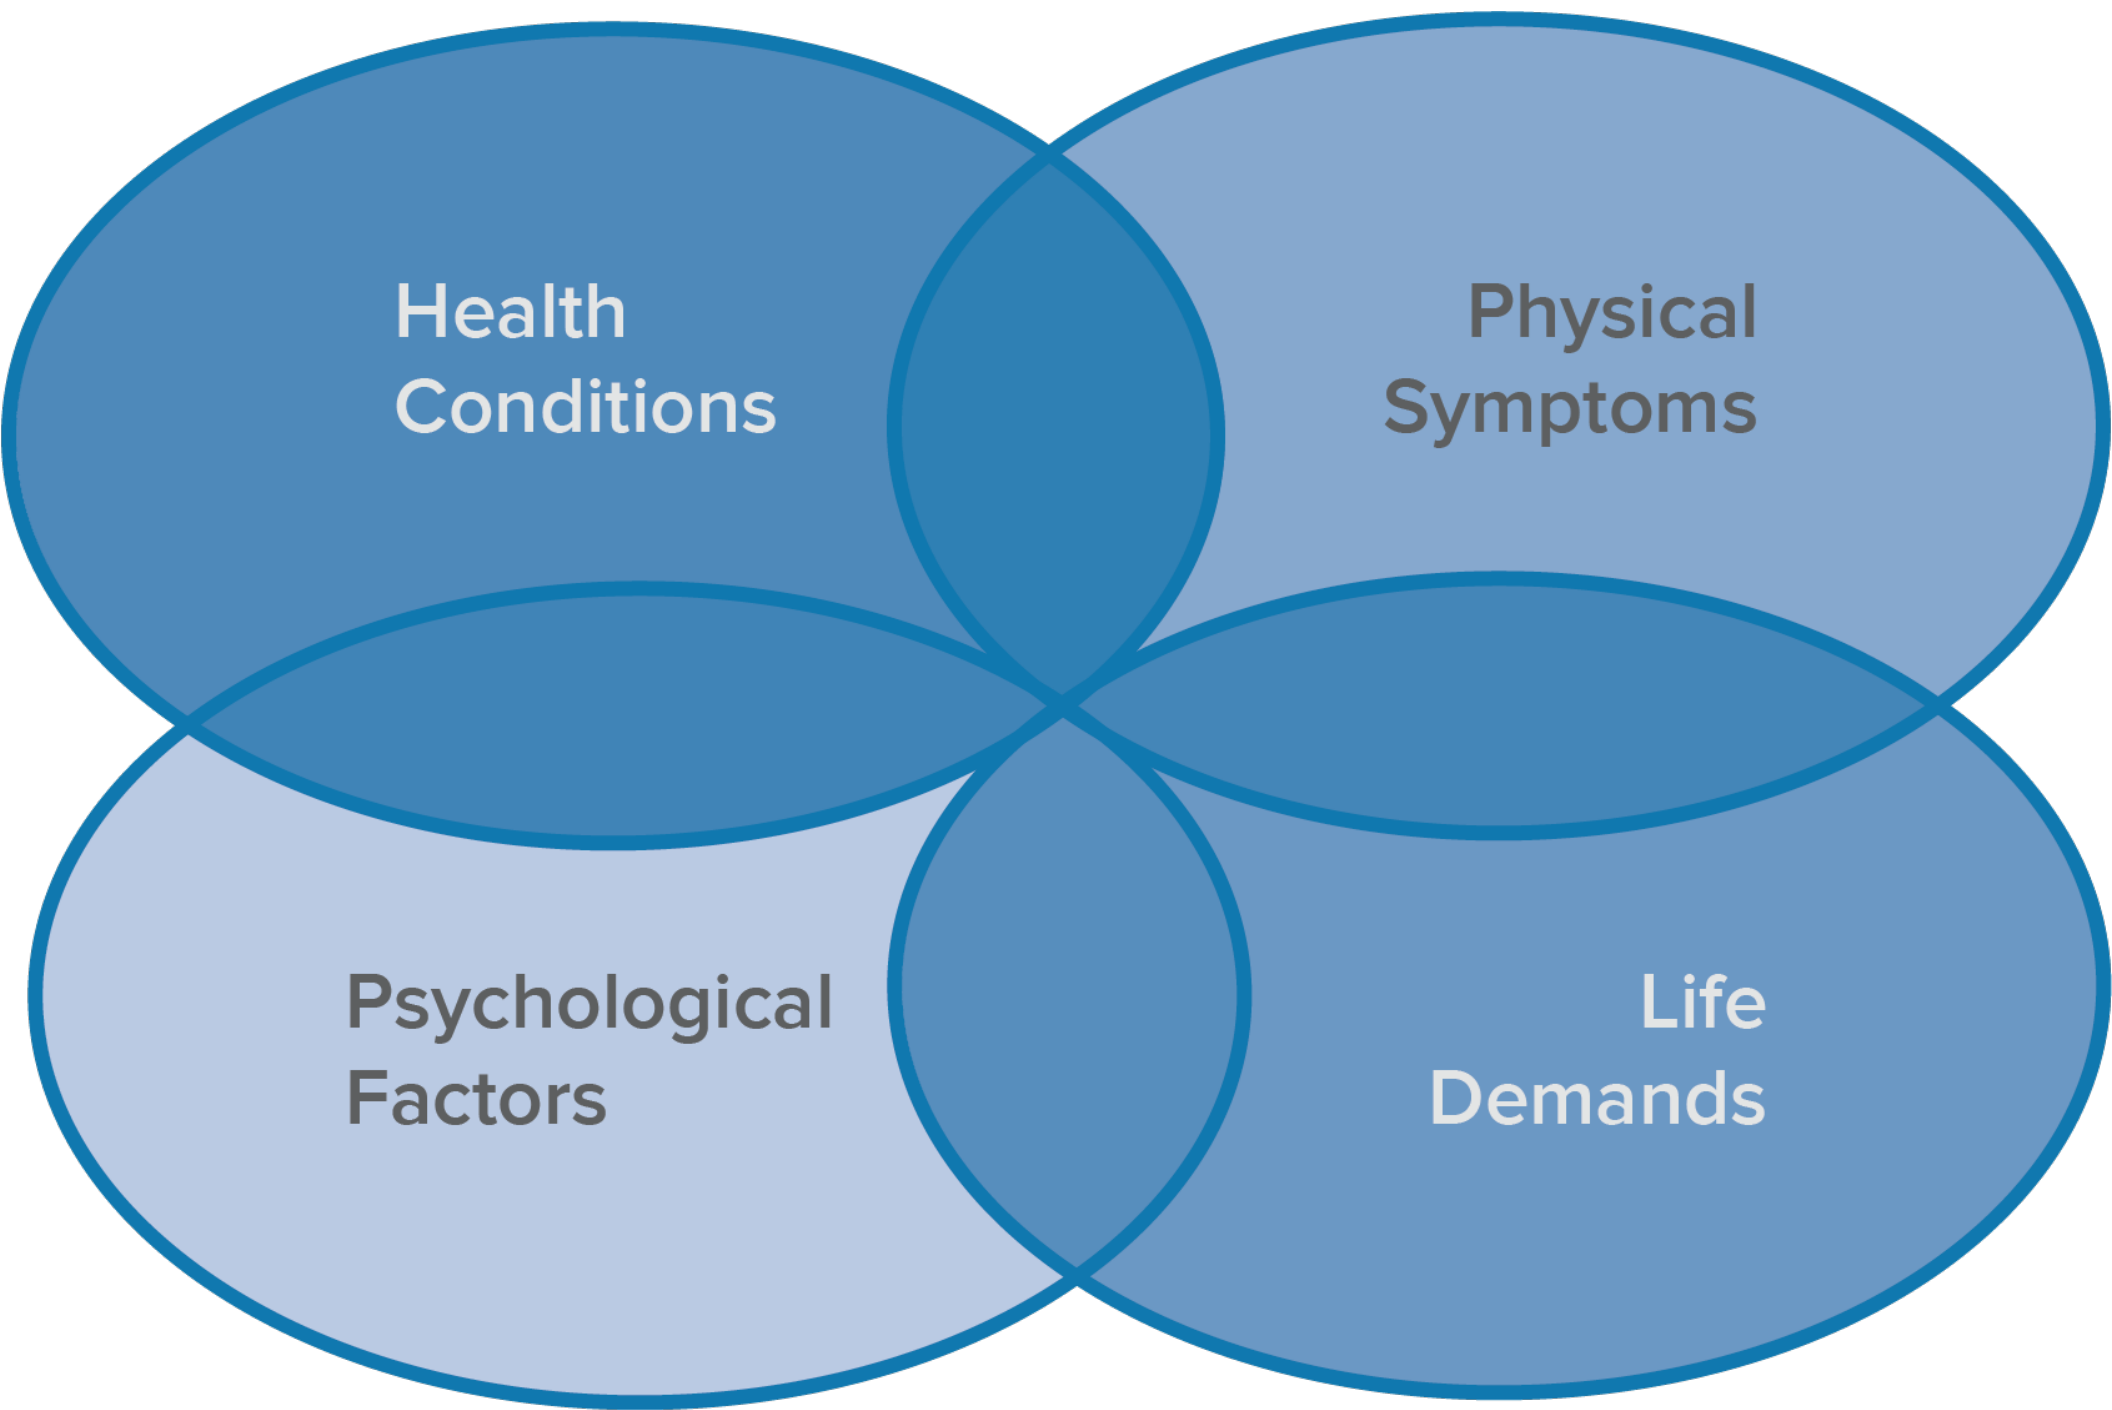 Health
Conditions
Physical
Symptoms
Psychological
Factors
Life
Demands